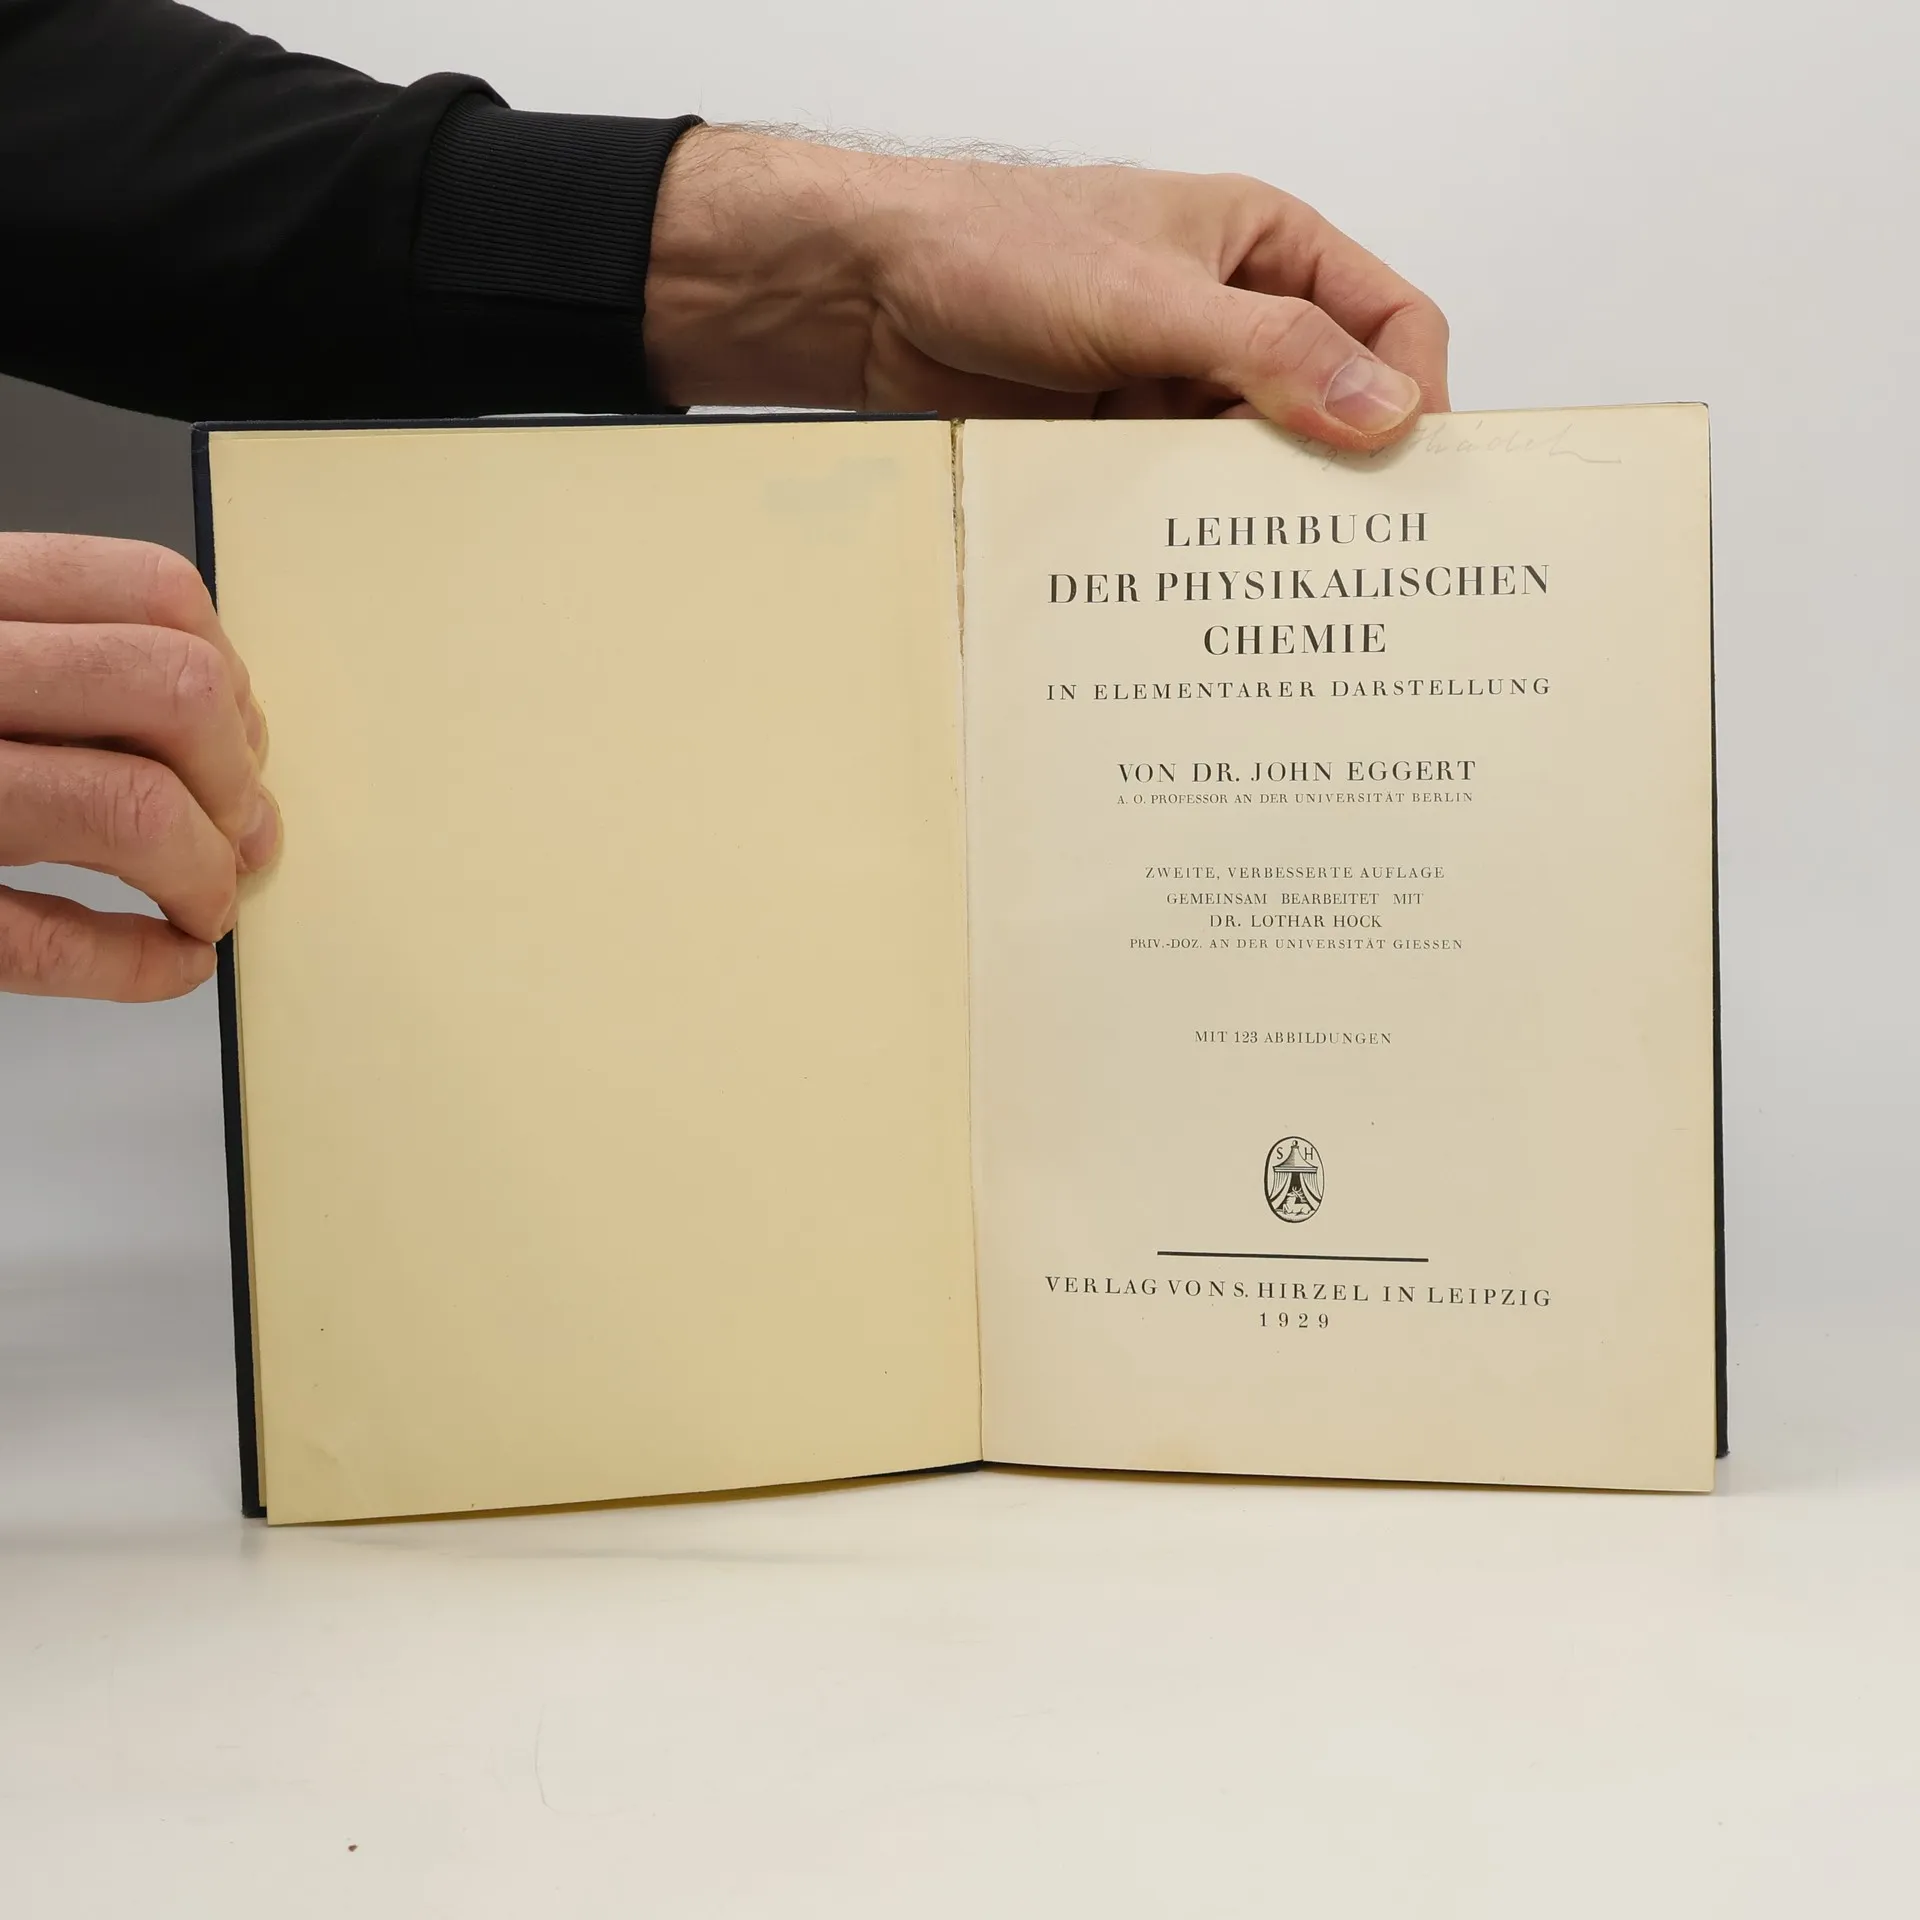 LEHRBUCH
DER PHYSIKALISCHEN
CHEMIE
IN ELEMENTARER DARSTELLUNG
VON DR. JOHN EGGERT
A. O. PROFESSOR AN DER UNIVERSITÄT BERLIN
ZWEITE, VERBESSERTE AUFLAGE
GEMEINSAM BEARBEITET MIT
DR. LOTHAR HOCK
PRIV.-DOZ. AN DER UNIVERSITÄT GIESSEN
MIT 123 ABBILDUNGEN
S H
VERLAG VON S. HIRZEL IN LEIPZIG
1929